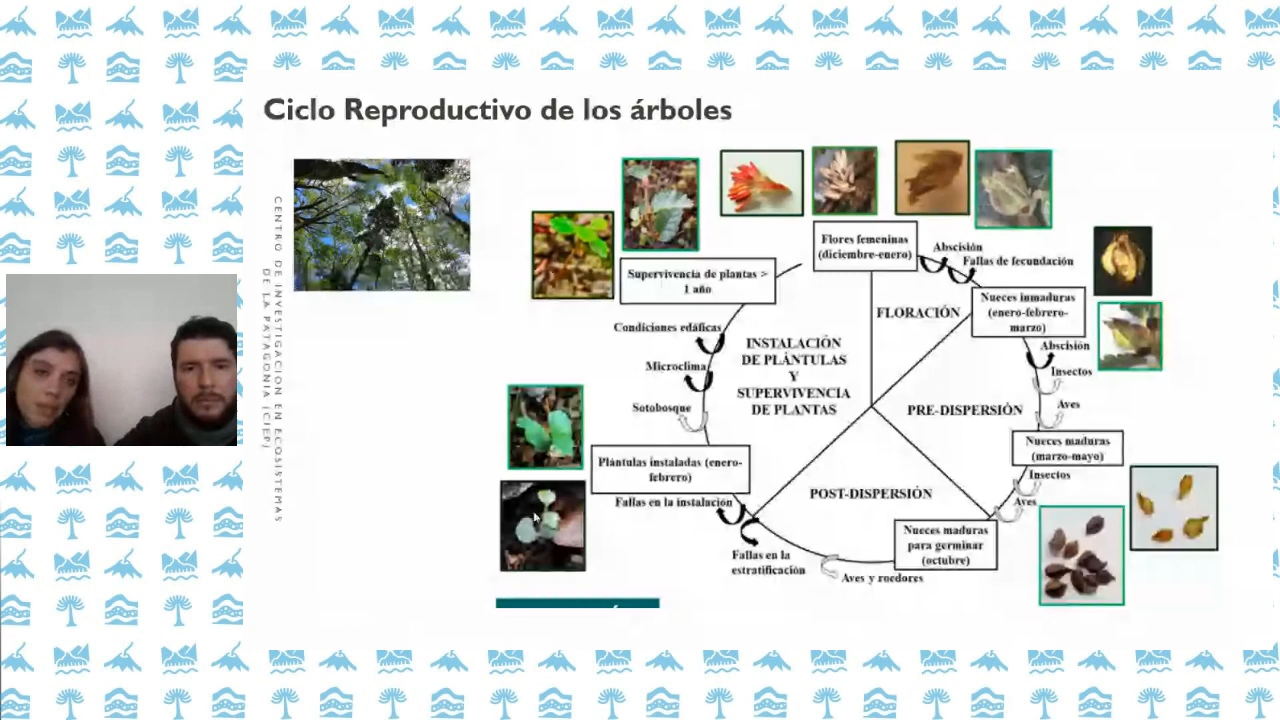 Ciclo Reproductivo de los árboles
CENTRO DE INVESTIGACION EN ECOSISTEMAS
DE LA PATAGONIA (CIEP)
Flores femeninas
(diciembre-enero)
Abscisión
Fallas de fecundación
Nueces inmaduras
(enero-febrero-
marzo)
Abscisión
Insectos
Aves
Nueces maduras
(marzo-mayo)
Insectos
Aves
Nueces maduras
para germinar
(octubre)
Aves y roedores
Fallas en la
estratificación
Fallas en la instalación
Plántulas instaladas (enero-
febrero)
Sotobosque
Microclima
Condiciones edáficas
Supervivencia de plantas >
1 año
FLORACIÓN
PRE-DISPERSIÓN
POST-DISPERSIÓN
INSTALACIÓN
DE PLÁNTULAS
Y
SUPERVIVENCIA
DE PLANTAS